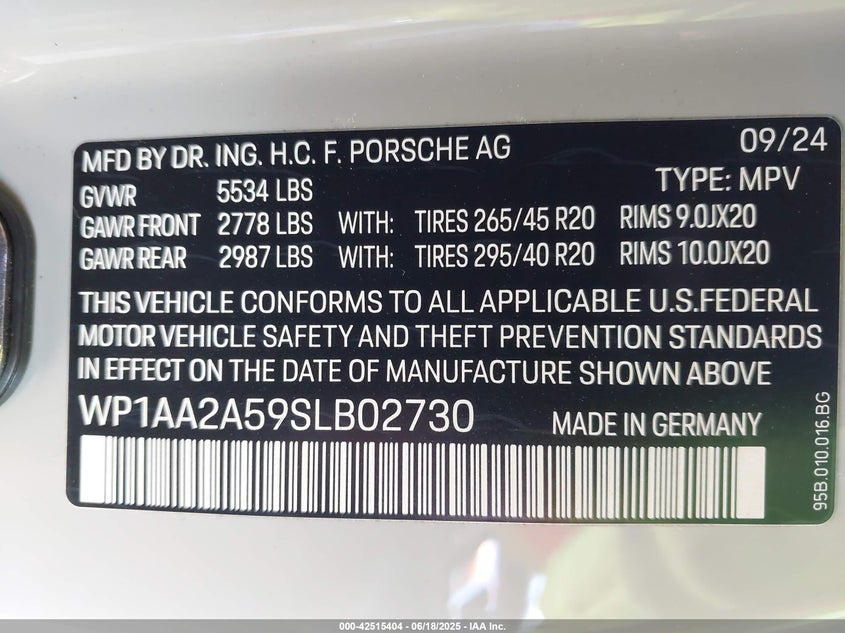 MFD BY DR. ING. H.C. F. PORSCHE AG 09/24
TYPE: MPV
GVWR 5534 LBS
GAWR FRONT 2778 LBS WITH: TIRES 265/45 R20 RIMS 9.0JX20
GAWR REAR 2987 LBS WITH: TIRES 295/40 R20 RIMS 10.0JX20
THIS VEHICLE CONFORMS TO ALL APPLICABLE U.S.FEDERAL
MOTOR VEHICLE SAFETY AND THEFT PREVENTION STANDARDS
IN EFFECT ON THE DATE OF MANUFACTURE SHOWN ABOVE
WP1AA2A59SLB02730 MADE IN GERMANY
95B.010.016.BG
000-42515404 - 06/18/2025 - IAA Inc.